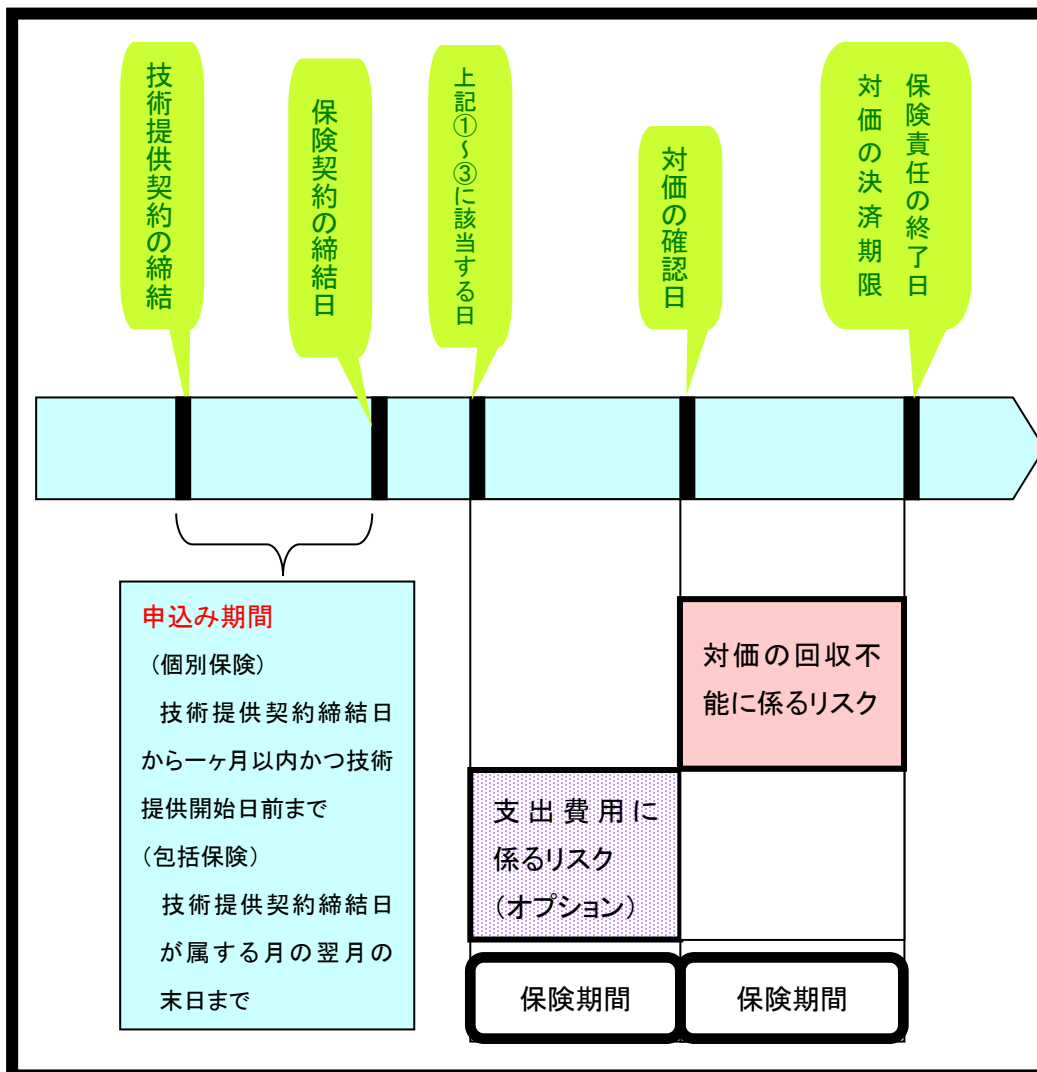 技術提供契約の締結
保険契約の締結日
上記①～③に該当する日
対価の確認日
保険責任の終了日
対価の決済期限
申込み期間
（個別保険）
技術提供契約締結日
から一ヶ月以内かつ技術
提供開始日前まで
（包括保険）
技術提供契約締結日
が属する月の翌月の
末日まで
対価の回収不
能に係るリスク
支出費用に
係るリスク
（オプション）
保険期間
保険期間